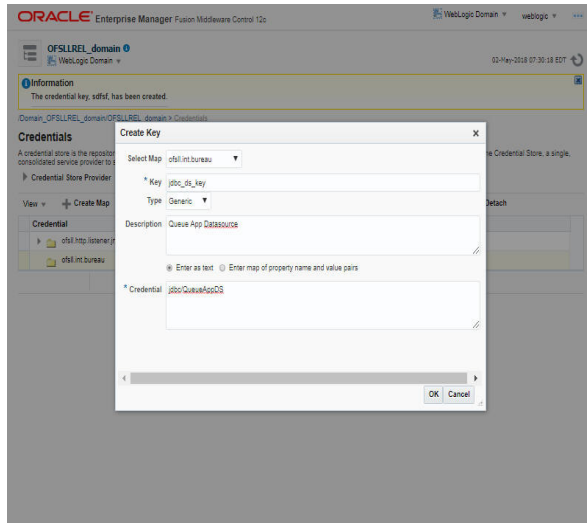 ORACLE Enterprise Manager Fusion Middleware Control 12c
WebLogic Domain weblogic
OFSLLREL_domain
WebLogic Domain
02-May-2018 07:30:18 EDT
Information
The credential key, sdfsf, has been created.
/Domain_OFSLLREL_domain/OFSLLREL_domain > Credentials
Credentials
A credential store is the repositor
e Credential Store, a single,
consolidated service provider to s
Credential Store Provider
View Create Map
Detach
Credential
ofsll.http.listener.jr
ofsll.int.bureau
Create Key
Select Map ofsll.int.bureau
* Key jdbc_ds_key
Type Generic
Description Queue App Datasource
Enter as text Enter map of property name and value pairs
* Credential jdbc/QueueAppDS
OK Cancel